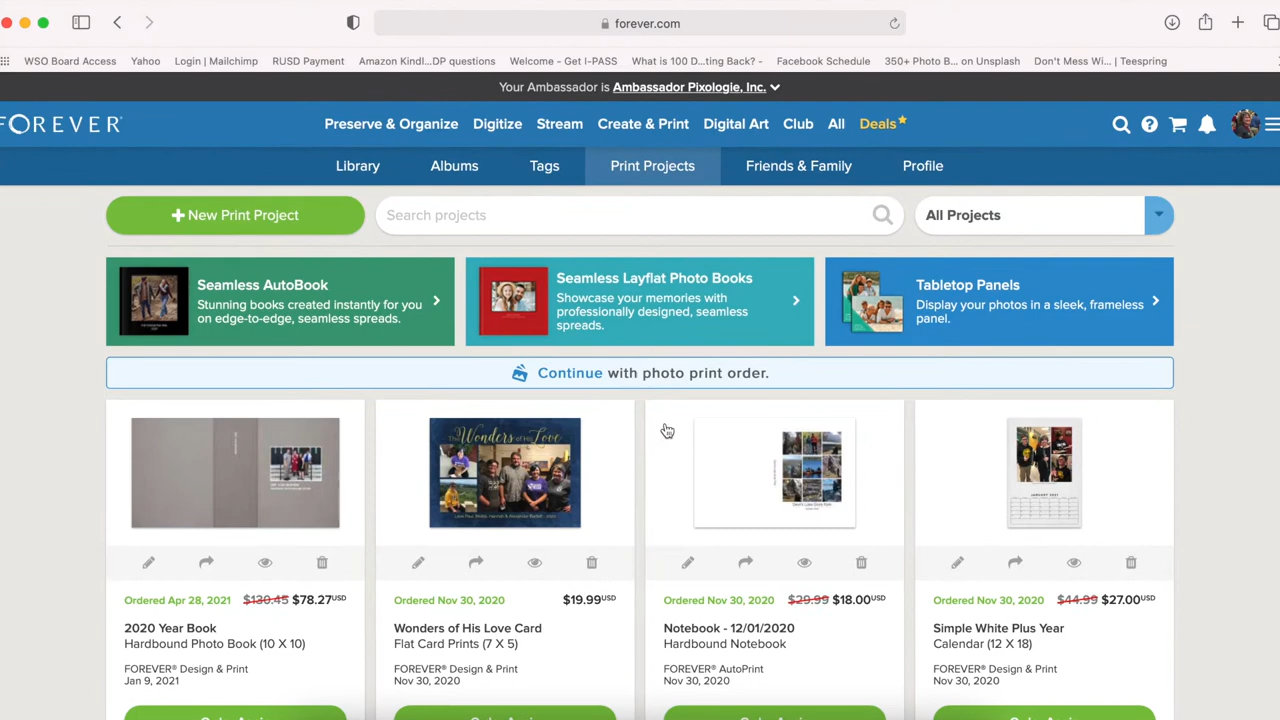 forever.com
WSO Board Access Yahoo Login | Mailchimp RUSD Payment Amazon Kindl...DP questions Welcome - Get I-PASS What is 100 D...ting Back? - Facebook Schedule 350+ Photo B... on Unsplash Don't Mess Wi... | Teespring
Your Ambassador is Ambassador Pixologie, Inc.
FOREVER Preserve & Organize Digitize Stream Create & Print Digital Art Club All Deals
Library Albums Tags Print Projects Friends & Family Profile
+ New Print Project Search projects All Projects
Seamless AutoBook
Stunning books created instantly for you
on edge-to-edge, seamless spreads.
Seamless Layflat Photo Books
Showcase your memories with
professionally designed, seamless
spreads.
Tabletop Panels
Display your photos in a sleek, frameless
panel.
Continue with photo print order.
The Wonders of His Love
JANUARY 2021
Ordered Apr 28, 2021 $130.45 $78.27USD
2020 Year Book
Hardbound Photo Book (10 X 10)
FOREVER® Design & Print
Jan 9, 2021
Ordered Nov 30, 2020 $19.99USD
Wonders of His Love Card
Flat Card Prints (7 X 5)
FOREVER® Design & Print
Nov 30, 2020
Ordered Nov 30, 2020 $29.99 $18.00USD
Notebook - 12/01/2020
Hardbound Notebook
FOREVER® AutoPrint
Nov 30, 2020
Ordered Nov 30, 2020 $44.99 $27.00USD
Simple White Plus Year
Calendar (12 X 18)
FOREVER® Design & Print
Nov 30, 2020